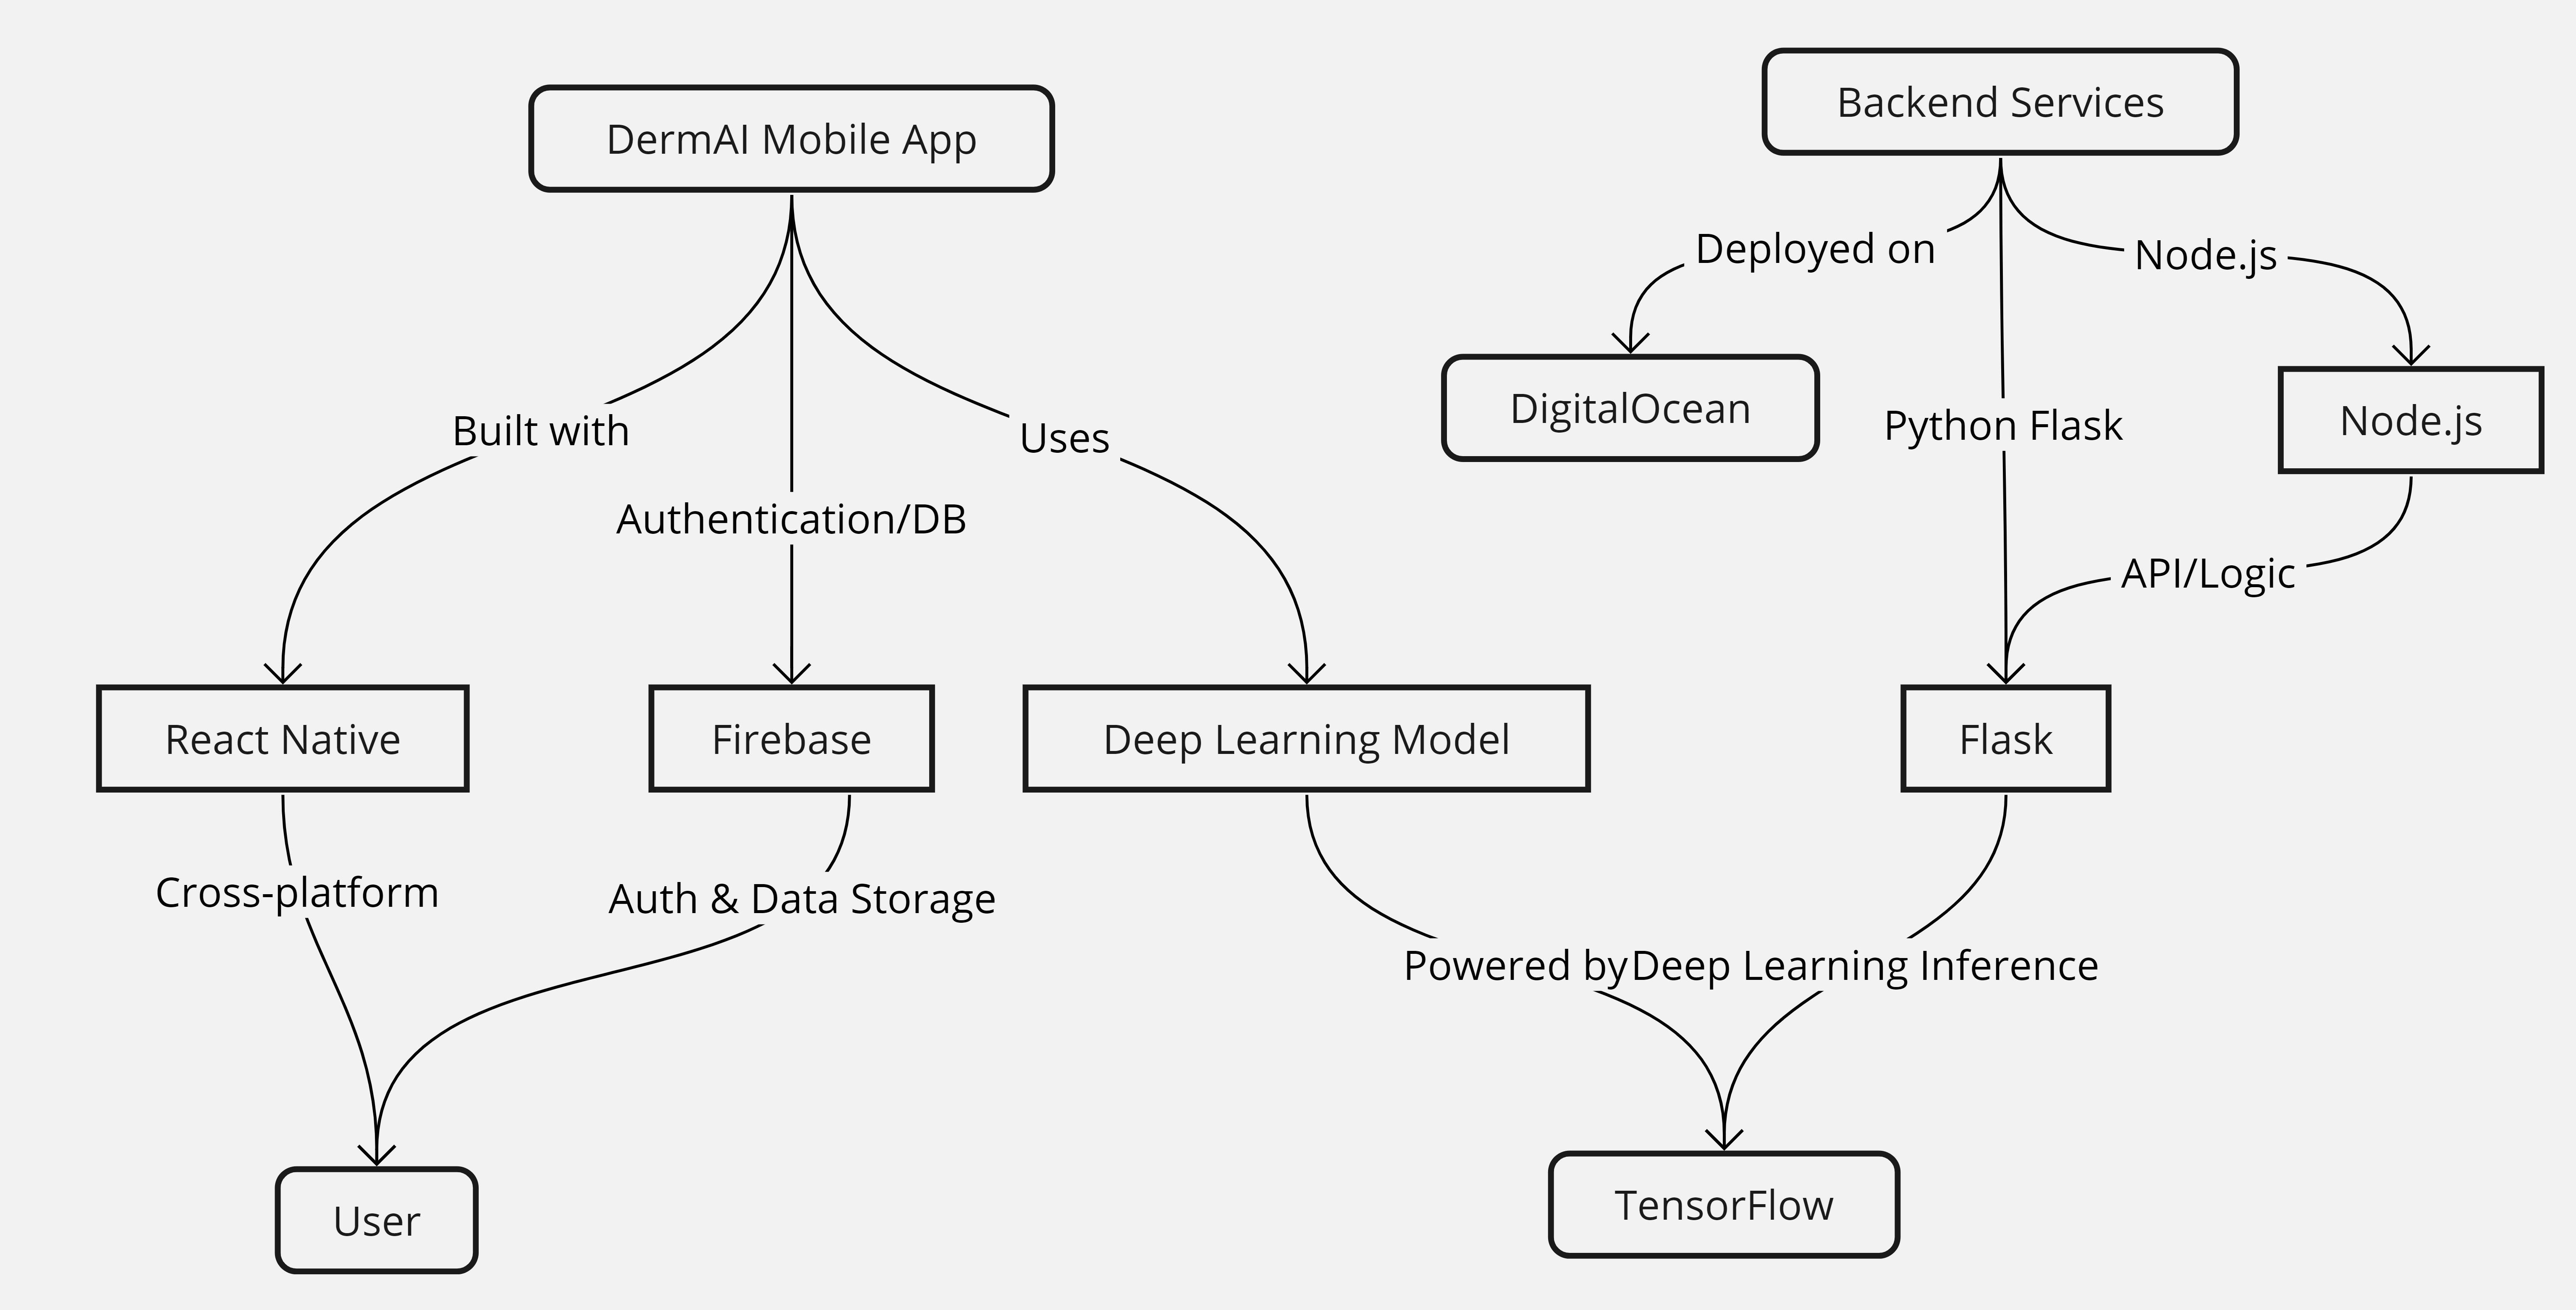 Backend Services
DermAI Mobile App
Deployed on
Node.js
DigitalOcean
Python Flask
Node.js
Built with
Uses
Authentication/DB
API/Logic
React Native
Firebase
Deep Learning Model
Flask
Cross-platform
Auth & Data Storage
Powered by
Deep Learning Inference
User
TensorFlow